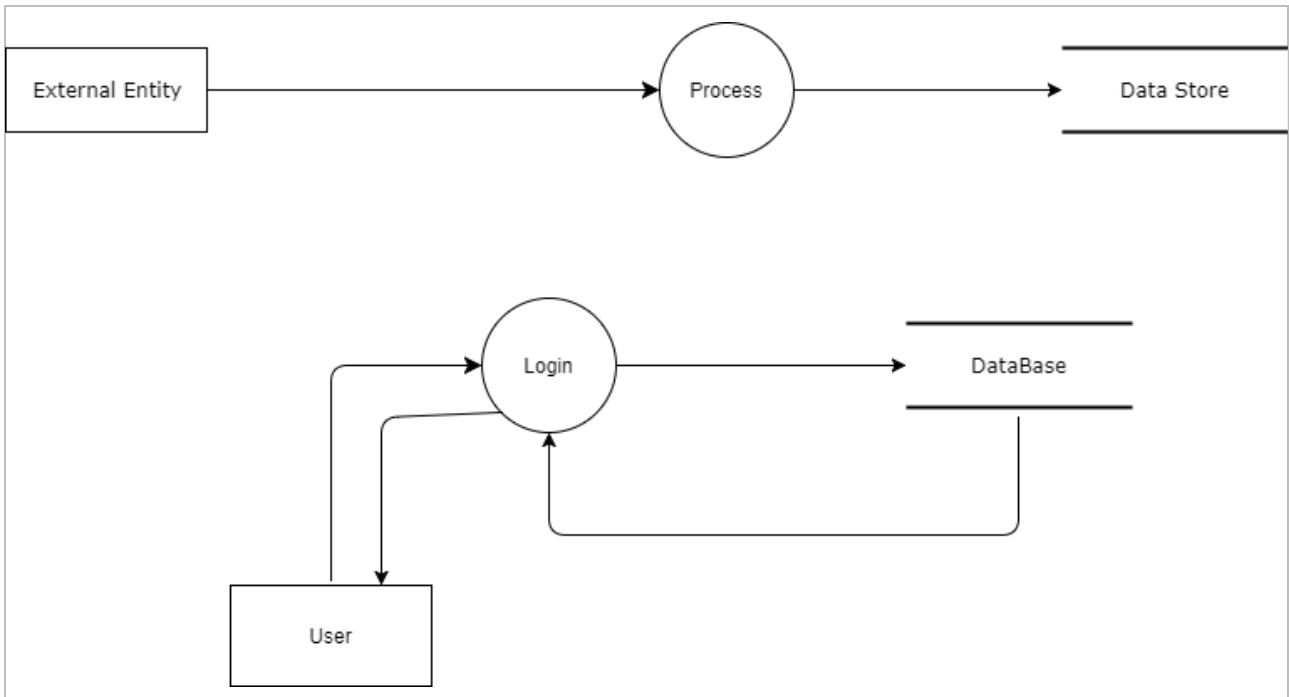 External Entity
Process
Data Store
Login
DataBase
User